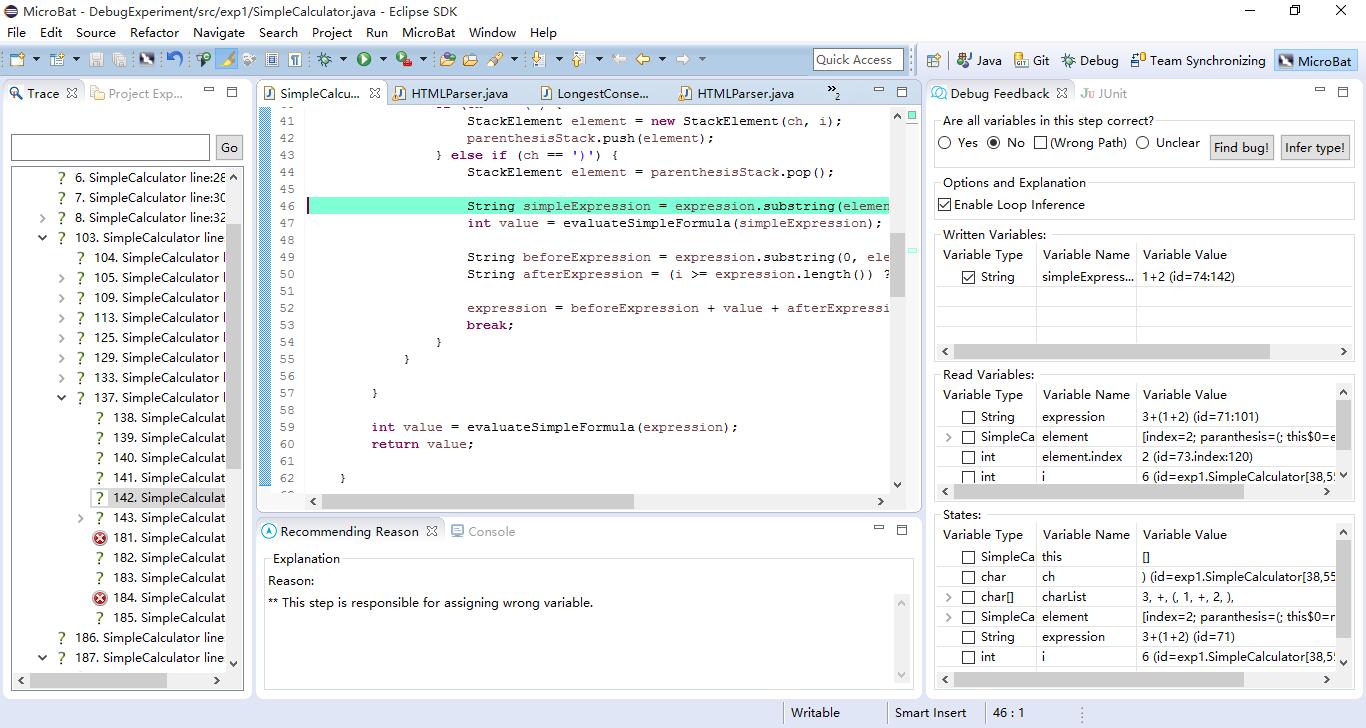 MicroBat - DebugExperiment/src/exp1/SimpleCalculator.java - Eclipse SDK
File Edit Source Refactor Navigate Search Project Run MicroBat Window Help
Quick Access
Java Git Debug Team Synchronizing MicroBat
Trace Project Exp...
Go
6. SimpleCalculator line:28
7. SimpleCalculator line:30
8. SimpleCalculator line:32
103. SimpleCalculator line
104. SimpleCalculator l
105. SimpleCalculator l
109. SimpleCalculator l
113. SimpleCalculator l
125. SimpleCalculator l
129. SimpleCalculator l
133. SimpleCalculator l
137. SimpleCalculator l
138. SimpleCalculat
139. SimpleCalculat
140. SimpleCalculat
141. SimpleCalculat
142. SimpleCalculat
143. SimpleCalculat
181. SimpleCalculat
182. SimpleCalculat
183. SimpleCalculat
184. SimpleCalculat
185. SimpleCalculat
186. SimpleCalculator line
187. SimpleCalculator line
SimpleCalcu... HTMLParser.java LongestConse... HTMLParser.java »2
41 StackElement element = new StackElement(ch, i);
42 parenthesisStack.push(element);
43 } else if (ch == ')') {
44 StackElement element = parenthesisStack.pop();
45
46 String simpleExpression = expression.substring(elemen
47 int value = evaluateSimpleFormula(simpleExpression);
48
49 String beforeExpression = expression.substring(0, ele
50 String afterExpression = (i >= expression.length()) ?
51
52 expression = beforeExpression + value + afterExpressi
53 break;
54 }
55 }
56
57 }
58
59 int value = evaluateSimpleFormula(expression);
60 return value;
61
62 }
Recommending Reason Console
Explanation
Reason:
** This step is responsible for assigning wrong variable.
Debug Feedback JUnit
Are all variables in this step correct?
Yes No (Wrong Path) Unclear Find bug! Infer type!
Options and Explanation
Enable Loop Inference
Written Variables:
Variable Type Variable Name Variable Value
String simpleExpress... 1+2 (id=74:142)
Read Variables:
Variable Type Variable Name Variable Value
String expression 3+(1+2) (id=71:101)
SimpleCa element [index=2; paranthesis=(; this$0=e
int element.index 2 (id=73.index:120)
int i 6 (id=exp1.SimpleCalculator[38,55
States:
Variable Type Variable Name Variable Value
SimpleCa this []
char ch ) (id=exp1.SimpleCalculator[38,55
char[] charList 3, +, (, 1, +, 2, ),
SimpleCa element [index=2; paranthesis=(; this$0=n
String expression 3+(1+2) (id=71)
int i 6 (id=exp1.SimpleCalculator[38,55
Writable Smart Insert 46 : 1